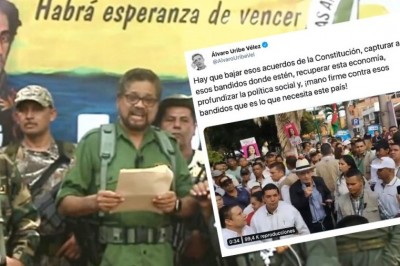 Habrá esperanza de vencer
Álvaro Uribe Vélez
@AlvaroUribeVel
Hay que bajar esos acuerdos de la Constitución, capturar a
esos bandidos donde estén, recuperar esta economía,
profundizar la política social y, ¡mano firme contra esos
bandidos que es lo que necesita este país!
0:34
89,4 K reproducciones